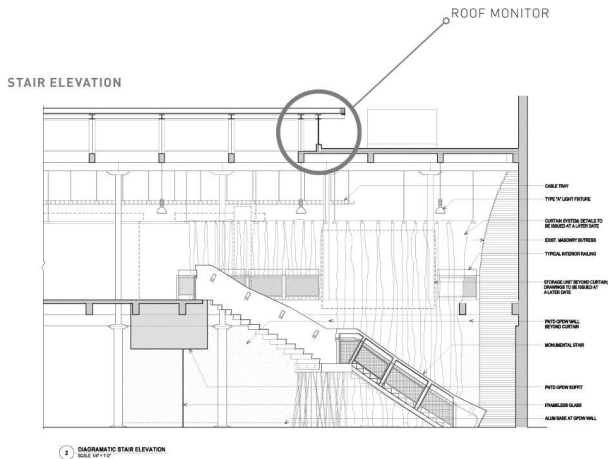 ROOF MONITOR
STAIR ELEVATION
CABLE TRAY
TYPE "A" LIGHT FIXTURE
CURTAIN SYSTEM; DETAILS TO
BE ISSUED AT A LATER DATE
EXIST. MASONRY BUTRESS
TYPICAL INTERIOR RAILING
STORAGE UNIT BEYOND CURTAIN;
DRAWINGS TO BE ISSUED AT
A LATER DATE
PNTD GPDW WALL
BEYOND CURTAIN
MONUMENTAL STAIR
PNTD GPDW SOFFIT
FRAMELESS GLASS
ALUM BASE AT GPDW WALL
2 DIAGRAMATIC STAIR ELEVATION
SCALE 1/4" = 1'-0"